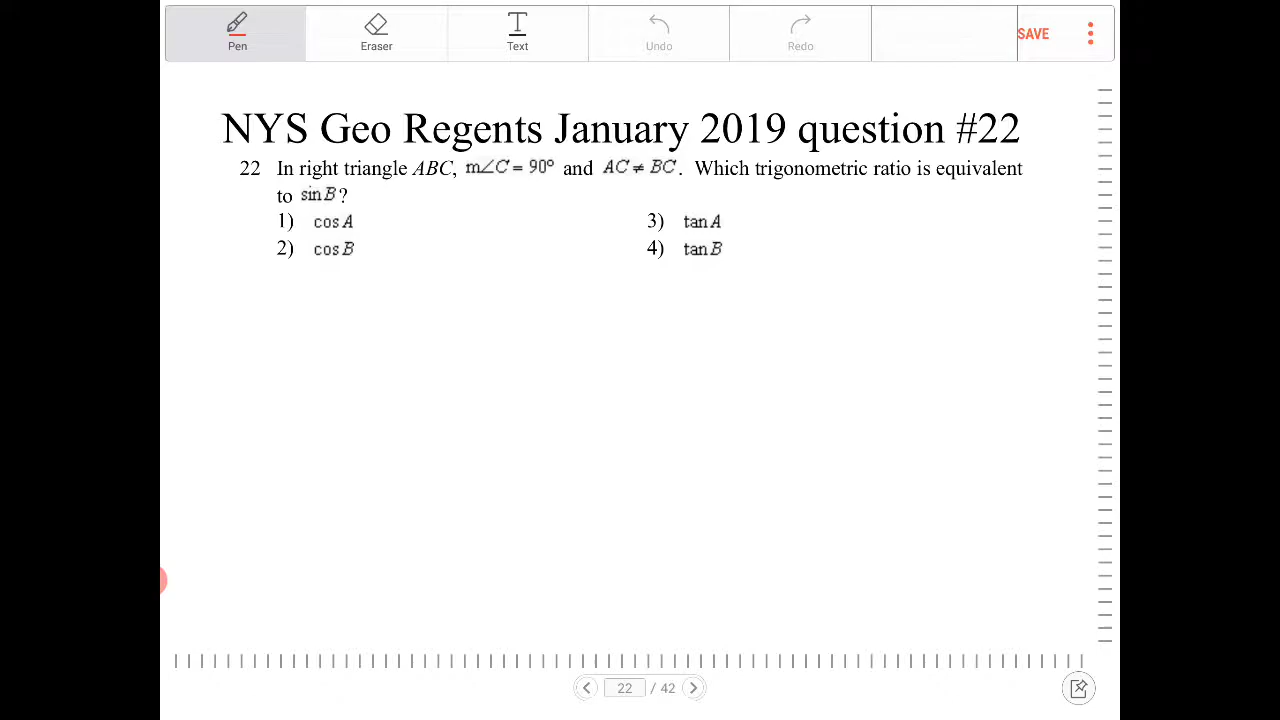 Pen Eraser Text Undo Redo SAVE
NYS Geo Regents January 2019 question #22
22 In right triangle ABC, m∠C = 90° and AC ≠ BC. Which trigonometric ratio is equivalent
to sin B?
1) cos A 3) tan A
2) cos B 4) tan B
22 / 42